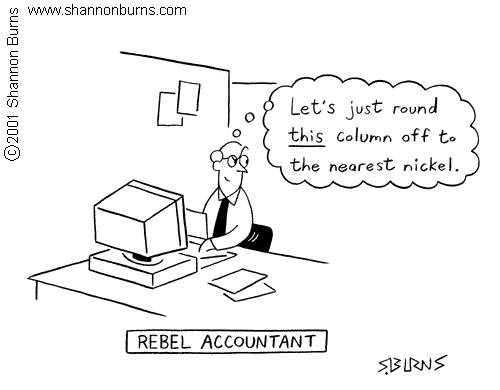 www.shannonburns.com
©2001 Shannon Burns
Let's just round
this column off to
the nearest nickel.
REBEL ACCOUNTANT
S.BURNS